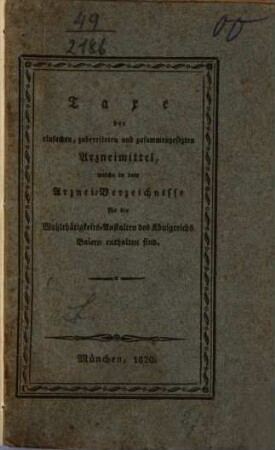 49
2186
Taxe
der
einfachen, zubereiteten und zusammengesezten
Arzneimittel,
welche in dem
Arznei-Verzeichnisse
für die
Wohlthätigkeits-Anstalten des Königreichs
Baiern enthalten sind.
München, 1820.